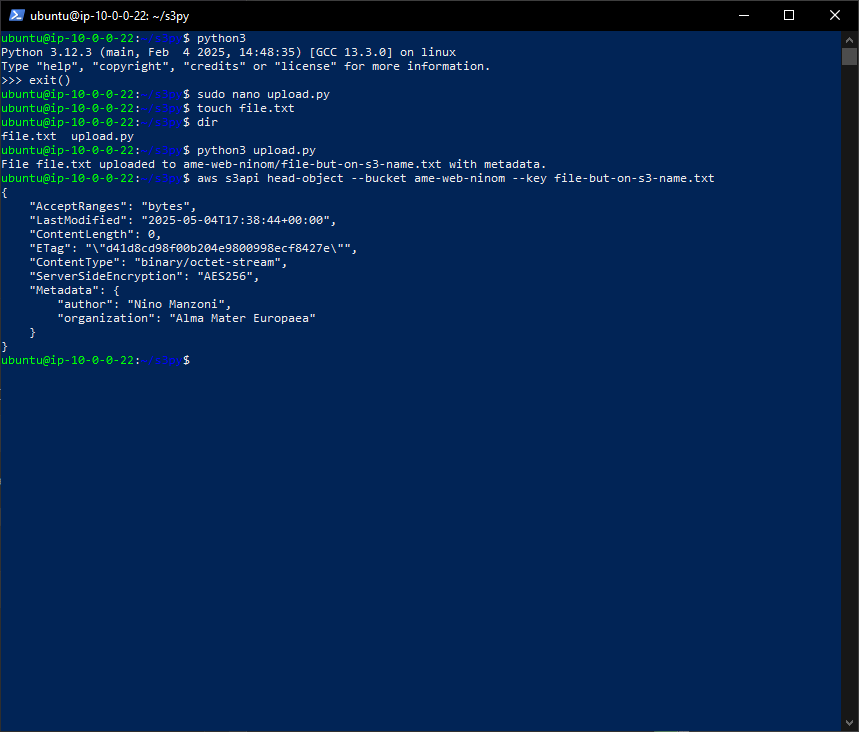 ubuntu@ip-10-0-0-22: ~/s3py
ubuntu@ip-10-0-0-22:~/s3py$ python3
Python 3.12.3 (main, Feb  4 2025, 14:48:35) [GCC 13.3.0] on linux
Type "help", "copyright", "credits" or "license" for more information.
>>> exit()
ubuntu@ip-10-0-0-22:~/s3py$ sudo nano upload.py
ubuntu@ip-10-0-0-22:~/s3py$ touch file.txt
ubuntu@ip-10-0-0-22:~/s3py$ dir
file.txt  upload.py
ubuntu@ip-10-0-0-22:~/s3py$ python3 upload.py
File file.txt uploaded to ame-web-ninom/file-but-on-s3-name.txt with metadata.
ubuntu@ip-10-0-0-22:~/s3py$ aws s3api head-object --bucket ame-web-ninom --key file-but-on-s3-name.txt
{
    "AcceptRanges": "bytes",
    "LastModified": "2025-05-04T17:38:44+00:00",
    "ContentLength": 0,
    "ETag": "\"d41d8cd98f00b204e9800998ecf8427e\"",
    "ContentType": "binary/octet-stream",
    "ServerSideEncryption": "AES256",
    "Metadata": {
        "author": "Nino Manzoni",
        "organization": "Alma Mater Europaea"
    }
}
ubuntu@ip-10-0-0-22:~/s3py$